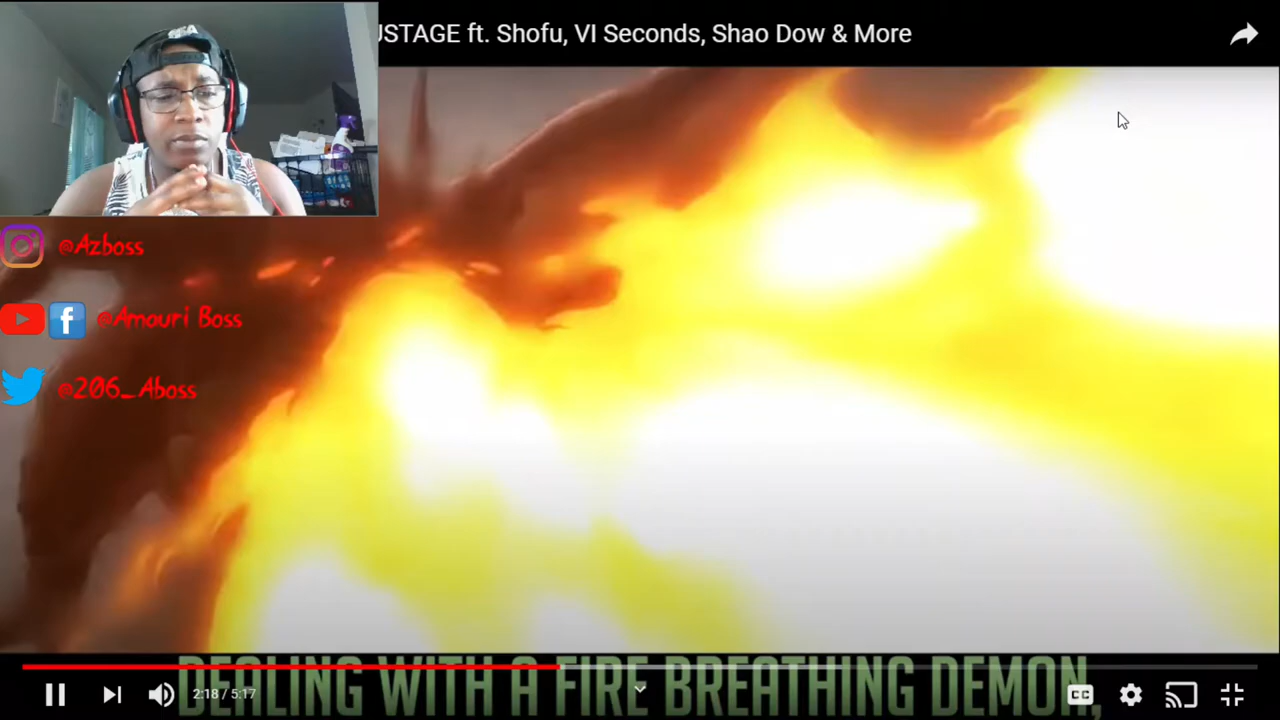 USTAGE ft. Shofu, VI Seconds, Shao Dow & More
@Azboss
@Amouri Boss
@206_Aboss
DEALING WITH A FIRE BREATHING DEMON,
2:18 / 5:17
CC